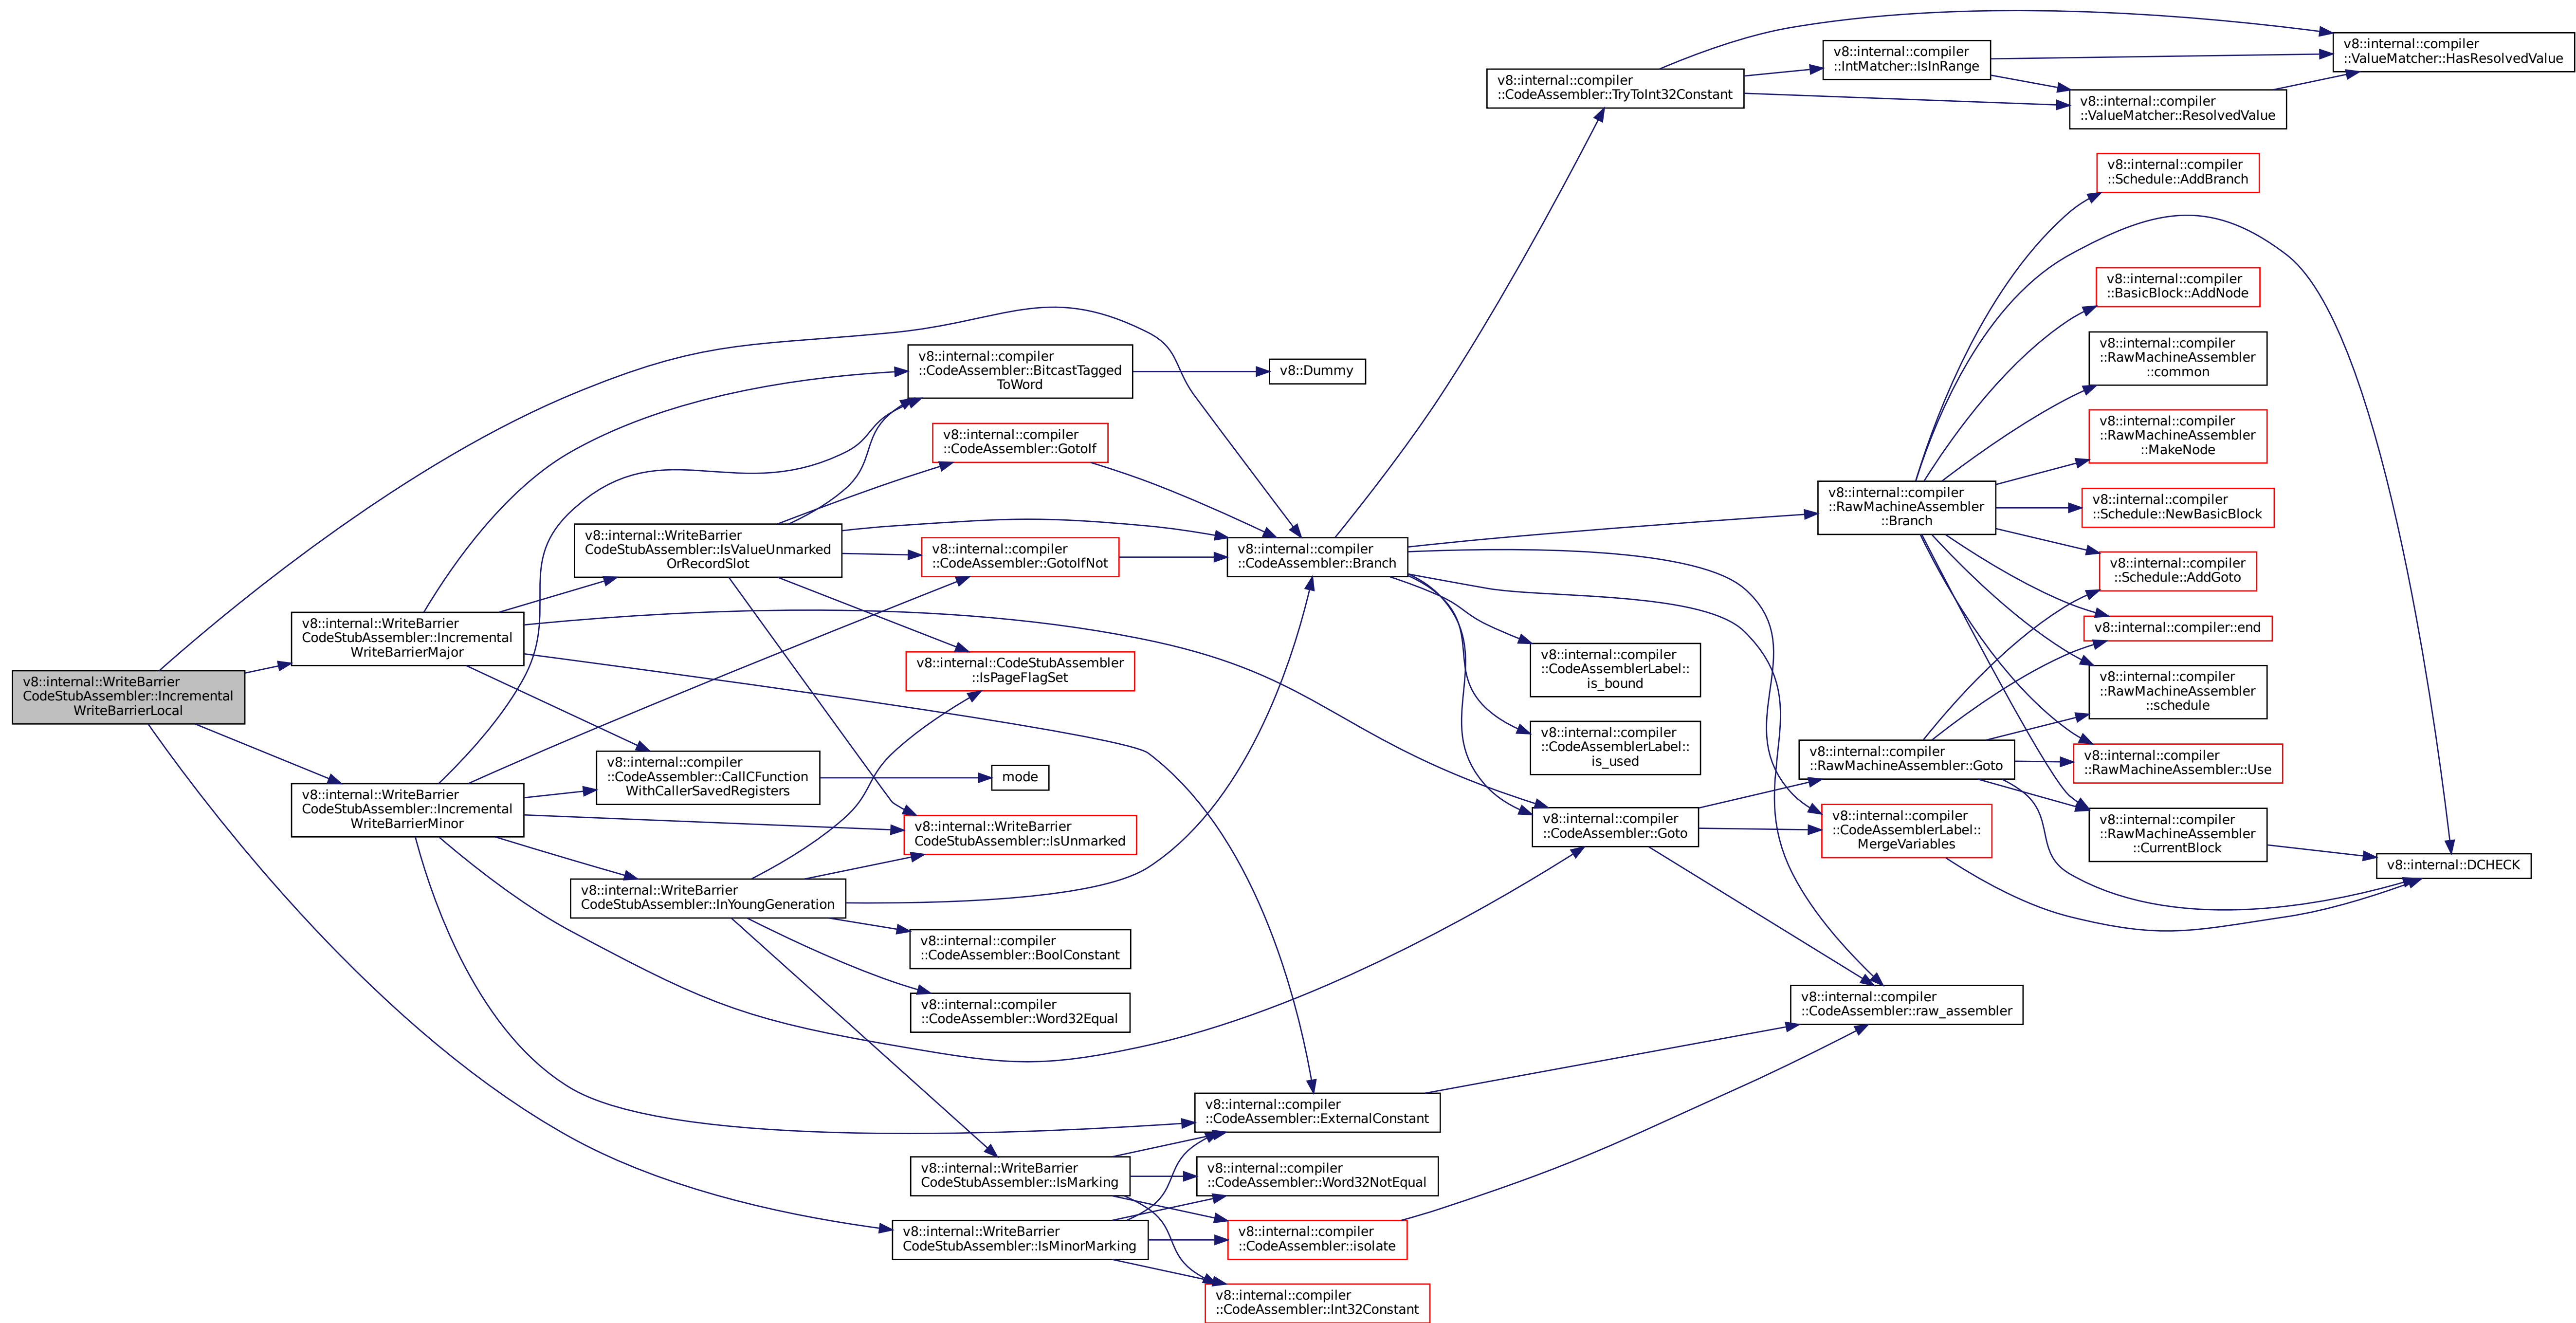 v8::internal::WriteBarrier
CodeStubAssembler::Incremental
WriteBarrierLocal
v8::internal::WriteBarrier
CodeStubAssembler::Incremental
WriteBarrierMajor
v8::internal::WriteBarrier
CodeStubAssembler::Incremental
WriteBarrierMinor
v8::internal::WriteBarrier
CodeStubAssembler::IsValueUnmarked
OrRecordSlot
v8::internal::compiler
::CodeAssembler::CallCFunction
WithCallerSavedRegisters
v8::internal::WriteBarrier
CodeStubAssembler::InYoungGeneration
v8::internal::compiler
::CodeAssembler::BitcastTagged
ToWord
v8::internal::compiler
::CodeAssembler::GotoIf
v8::internal::compiler
::CodeAssembler::GotoIfNot
v8::internal::CodeStubAssembler
::IsPageFlagSet
mode
v8::internal::WriteBarrier
CodeStubAssembler::IsUnmarked
v8::internal::compiler
::CodeAssembler::BoolConstant
v8::internal::compiler
::CodeAssembler::Word32Equal
v8::internal::WriteBarrier
CodeStubAssembler::IsMarking
v8::internal::WriteBarrier
CodeStubAssembler::IsMinorMarking
v8::Dummy
v8::internal::compiler
::CodeAssembler::Branch
v8::internal::compiler
::CodeAssembler::ExternalConstant
v8::internal::compiler
::CodeAssembler::Word32NotEqual
v8::internal::compiler
::CodeAssembler::isolate
v8::internal::compiler
::CodeAssembler::Int32Constant
v8::internal::compiler
::CodeAssembler::TryToInt32Constant
v8::internal::compiler
::CodeAssemblerLabel::
is_bound
v8::internal::compiler
::CodeAssemblerLabel::
is_used
v8::internal::compiler
::CodeAssembler::Goto
v8::internal::compiler
::IntMatcher::IsInRange
v8::internal::compiler
::RawMachineAssembler
::Branch
v8::internal::compiler
::RawMachineAssembler::Goto
v8::internal::compiler
::CodeAssemblerLabel::
MergeVariables
v8::internal::compiler
::CodeAssembler::raw_assembler
v8::internal::compiler
::ValueMatcher::HasResolvedValue
v8::internal::compiler
::ValueMatcher::ResolvedValue
v8::internal::compiler
::Schedule::AddBranch
v8::internal::compiler
::BasicBlock::AddNode
v8::internal::compiler
::RawMachineAssembler
::common
v8::internal::compiler
::RawMachineAssembler
::MakeNode
v8::internal::compiler
::Schedule::NewBasicBlock
v8::internal::compiler
::Schedule::AddGoto
v8::internal::compiler::end
v8::internal::compiler
::RawMachineAssembler
::schedule
v8::internal::compiler
::RawMachineAssembler::Use
v8::internal::compiler
::RawMachineAssembler
::CurrentBlock
v8::internal::DCHECK